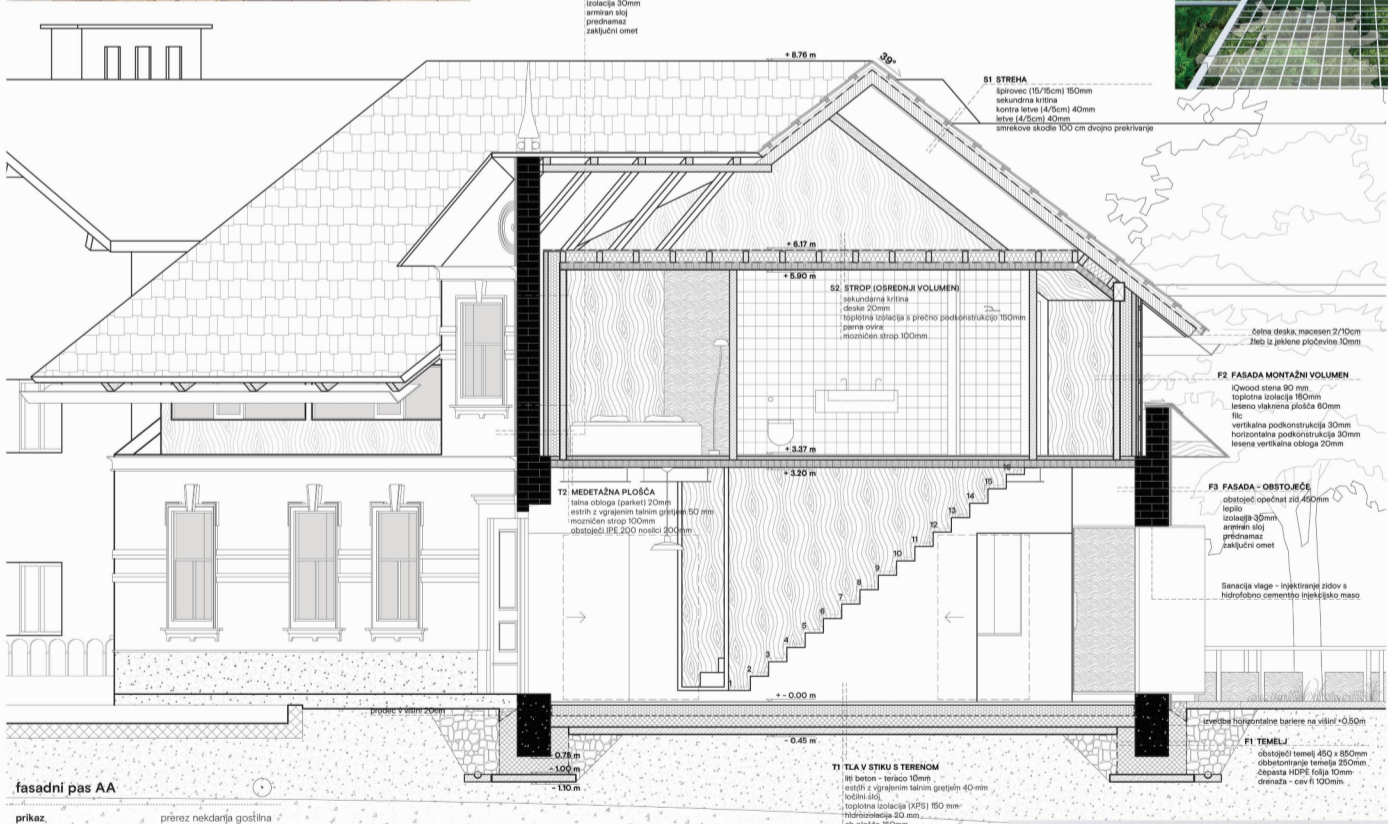 izolacija 30mm
armiran sloj
prednamaz
zaključni omet
+ 8.76 m
39°
S1 STREHA
špirovec (15/15cm) 150mm
sekundrna kritina
kontra letve (4/5cm) 40mm
letve (4/5cm) 40mm
smrekove skodle 100 cm dvojno prekrivanje
+ 6.17 m
+ 5.90 m
S2 STROP (OSREDNJI VOLUMEN)
sekundarna kritina
deske 20mm
toplotna izolacija s prečno podkonstrukcijo 150mm
parna ovira
mozničen strop 100mm
čelna deska, macesen 2/10cm
žleb iz jeklene pločevine 10mm
F2 FASADA MONTAŽNI VOLUMEN
iQwood stena 90 mm
toplotna izolacija 160mm
leseno vlaknena plošča 60mm
filc
vertikalna podkonstrukcija 30mm
horizontalna podkonstrukcija 30mm
lesena vertikalna obloga 20mm
+ 3.37 m
+ 3.20 m
T2 MEDETAŽNA PLOŠČA
talna obloga (parket) 20mm
estrih z vgrajenim talnim gretjem 50 mm
mozničen strop 100mm
obstoječi IPE 200 nosilci 200mm
F3 FASADA - OBSTOJEČE
obstoječ opečnat zid 450mm
lepilo
izolacija 30mm
armiran sloj
prednamaz
zaključni omet
Sanacija vlage - injektiranje zidov s
hidrofobno cementno injekcijsko maso
16
15
14
13
12
11
10
9
8
7
6
5
4
3
2
1
+ - 0.00 m
prodec v višini 20cm
izvedba horizontalne bariere na višini +0.50m
- 0.45 m
- 0.75 m
- 1.00 m
- 1.10 m
F1 TEMELJ
obstoječi temelj 450 x 850mm
obbetoniranje temelja 250mm
čepasta HDPE folija 10mm
drenaža - cev fi 100mm
T1 TLA V STIKU S TERENOM
liti beton - teraco 10mm
estrih z vgrajenim talnim gretjem 40 mm
ločilni sloj
toplotna izolacija (XPS) 150 mm
hidroizolacija 20 mm
fasadni pas AA
prikaz
prerez nekdanja gostilna